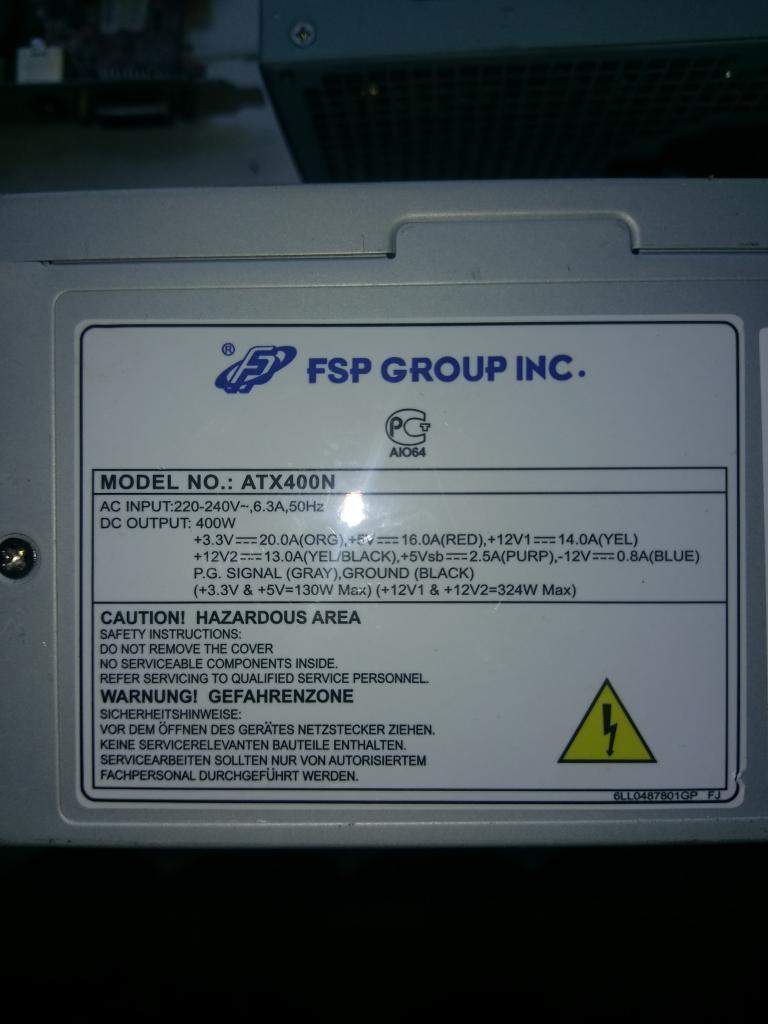 ® FSP GROUP INC.
PCT
AIO64
MODEL NO.: ATX400N
AC INPUT:220-240V~,6.3A,50Hz
DC OUTPUT: 400W
+3.3V⎓20.0A(ORG),+5V⎓16.0A(RED),+12V1⎓14.0A(YEL)
+12V2⎓13.0A(YEL/BLACK),+5Vsb⎓2.5A(PURP),-12V⎓0.8A(BLUE)
P.G. SIGNAL (GRAY),GROUND (BLACK)
(+3.3V & +5V=130W Max) (+12V1 & +12V2=324W Max)
CAUTION! HAZARDOUS AREA
SAFETY INSTRUCTIONS:
DO NOT REMOVE THE COVER
NO SERVICEABLE COMPONENTS INSIDE.
REFER SERVICING TO QUALIFIED SERVICE PERSONNEL.
WARNUNG! GEFAHRENZONE
SICHERHEITSHINWEISE:
VOR DEM ÖFFNEN DES GERÄTES NETZSTECKER ZIEHEN.
KEINE SERVICERELEVANTEN BAUTEILE ENTHALTEN.
SERVICEARBEITEN SOLLTEN NUR VON AUTORISIERTEM
FACHPERSONAL DURCHGEFÜHRT WERDEN.
6LL0487801GP FJ